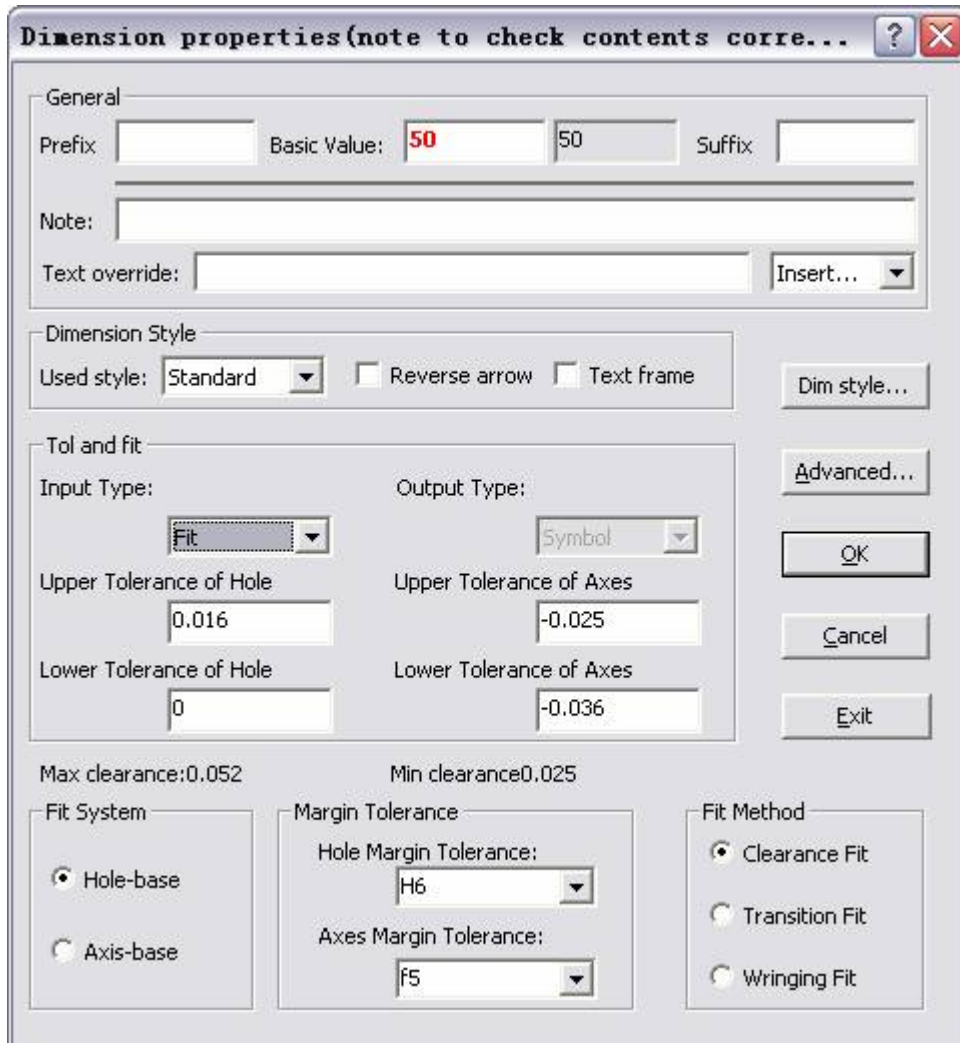 Dimension properties(note to check contents corre...
?
General
Prefix Basic Value: 50 50 Suffix
Note:
Text override: Insert...
Dimension Style
Used style: Standard Reverse arrow Text frame
Dim style...
Tol and fit
Input Type: Output Type:
Advanced...
Fit Symbol
OK
Upper Tolerance of Hole Upper Tolerance of Axes
0.016 -0.025
Cancel
Lower Tolerance of Hole Lower Tolerance of Axes
0 -0.036
Exit
Max clearance:0.052 Min clearance0.025
Fit System
Hole-base
Axis-base
Margin Tolerance
Hole Margin Tolerance:
H6
Axes Margin Tolerance:
f5
Fit Method
Clearance Fit
Transition Fit
Wringing Fit